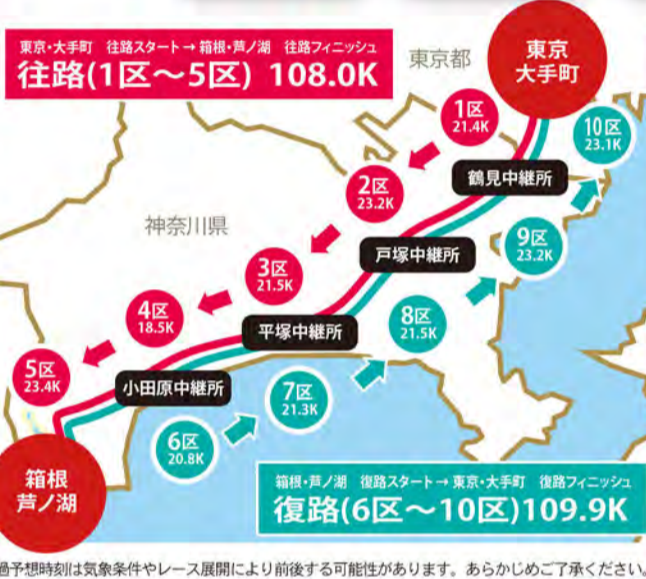 東京・大手町　往路スタート→箱根・芦ノ湖　往路フィニッシュ
往路(1区～5区) 108.0K
東京都
東京
大手町
1区
21.4K
10区
23.1K
鶴見中継所
2区
23.2K
神奈川県
戸塚中継所
9区
23.2K
3区
21.5K
4区
18.5K
平塚中継所
8区
21.5K
5区
23.4K
小田原中継所
7区
21.3K
6区
20.8K
箱根
芦ノ湖
箱根・芦ノ湖　復路スタート→東京・大手町　復路フィニッシュ
復路(6区～10区)109.9K
過予想時刻は気象条件やレース展開により前後する可能性があります。あらかじめご了承ください。